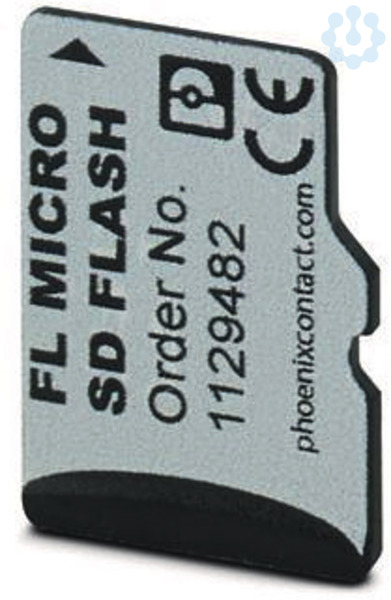 FL MICRO
SD FLASH
Order No.
1129482
CE
phoenixcontact.com